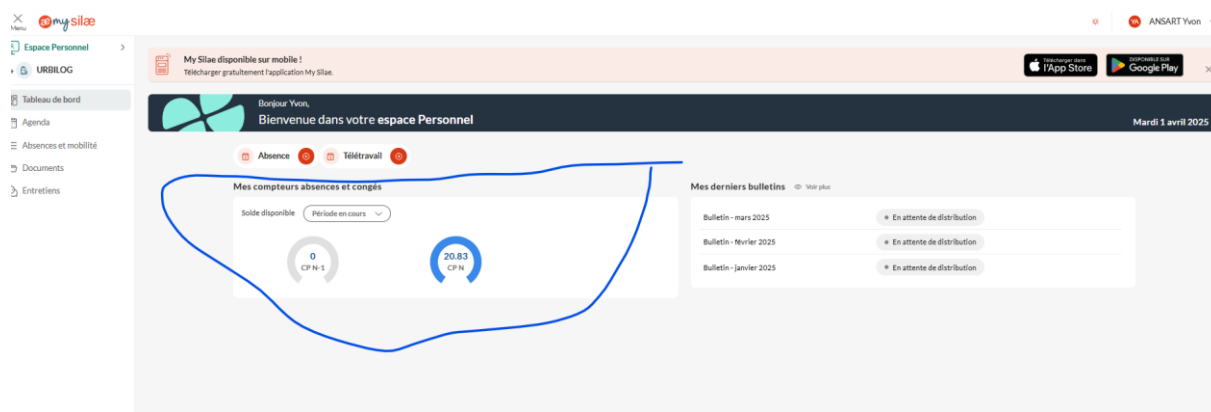 Menu
my silae
ANSART Yvon
Espace Personnel
URBILOG
Tableau de bord
Agenda
Absences et mobilité
Documents
Entretiens
My Silae disponible sur mobile !
Télécharger gratuitement l'application My Silae.
Télécharger dans
l'App Store
DISPONIBLE SUR
Google Play
Bonjour Yvon,
Bienvenue dans votre espace Personnel
Mardi 1 avril 2025
Absence
Télétravail
Mes compteurs absences et congés
Solde disponible
Période en cours
0
CP N-1
20.83
CP N
Mes derniers bulletins
Voir plus
Bulletin - mars 2025
En attente de distribution
Bulletin - février 2025
En attente de distribution
Bulletin - janvier 2025
En attente de distribution